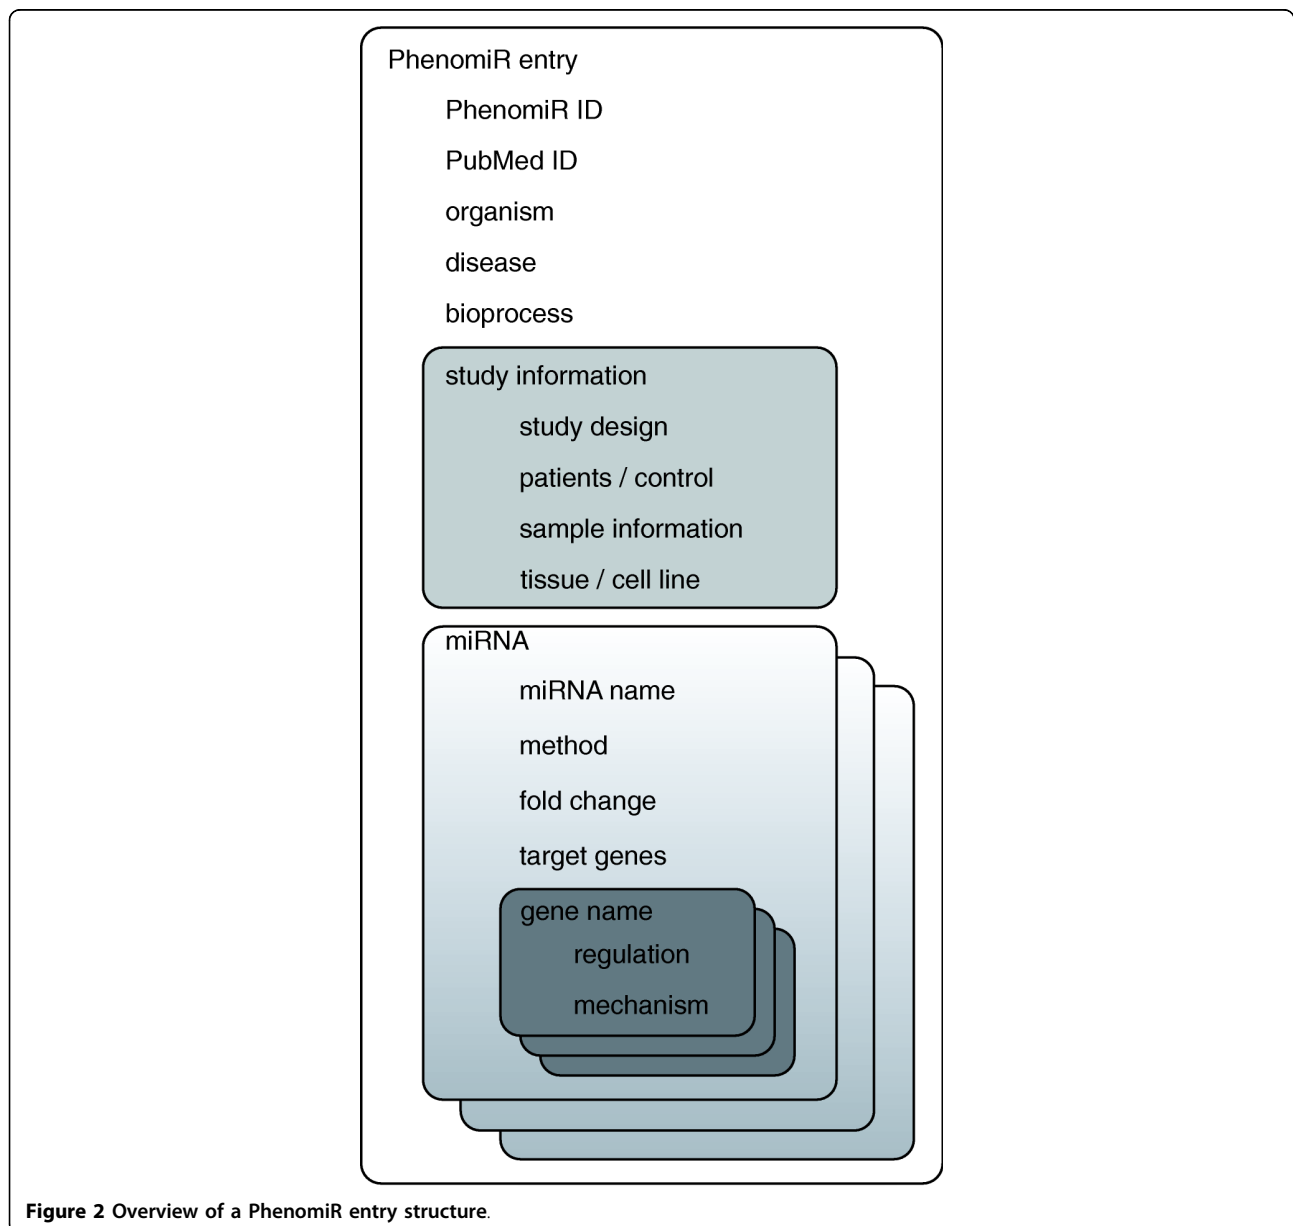 PhenomiR entry
PhenomiR ID
PubMed ID
organism
disease
bioprocess
study information
study design
patients / control
sample information
tissue / cell line
miRNA
miRNA name
method
fold change
target genes
gene name
regulation
mechanism
Figure 2 Overview of a PhenomiR entry structure.